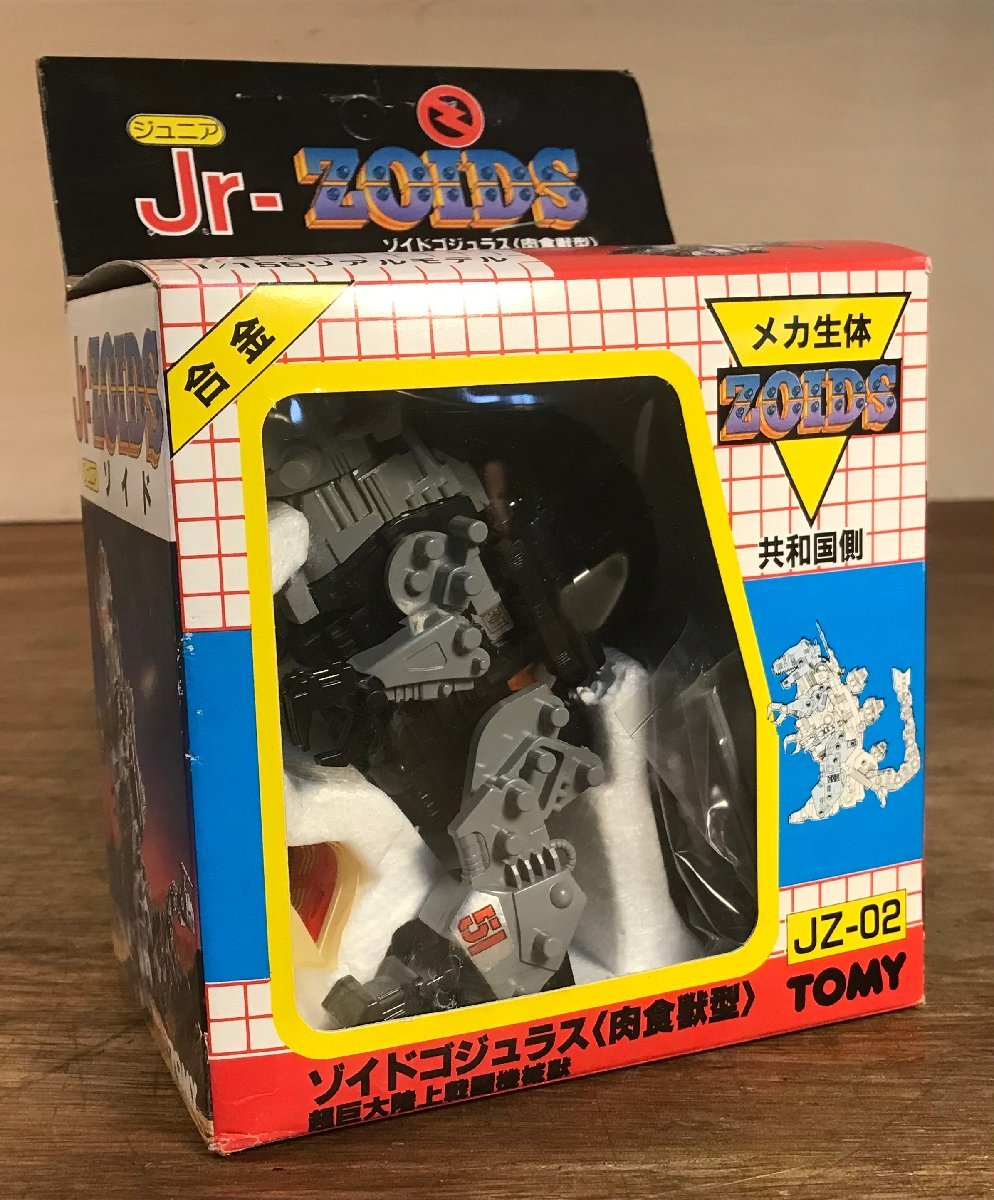 ジュニア
Jr-ZOIDS
ゾイドゴジュラス〈肉食獣型〉
合金
メカ生体
ZOIDS
共和国側
Jr-ZOIDS
ゾイド
51
JZ-02
TOMY
ゾイドゴジュラス〈肉食獣型〉
超巨大陸上戦闘機械獣
TOMY